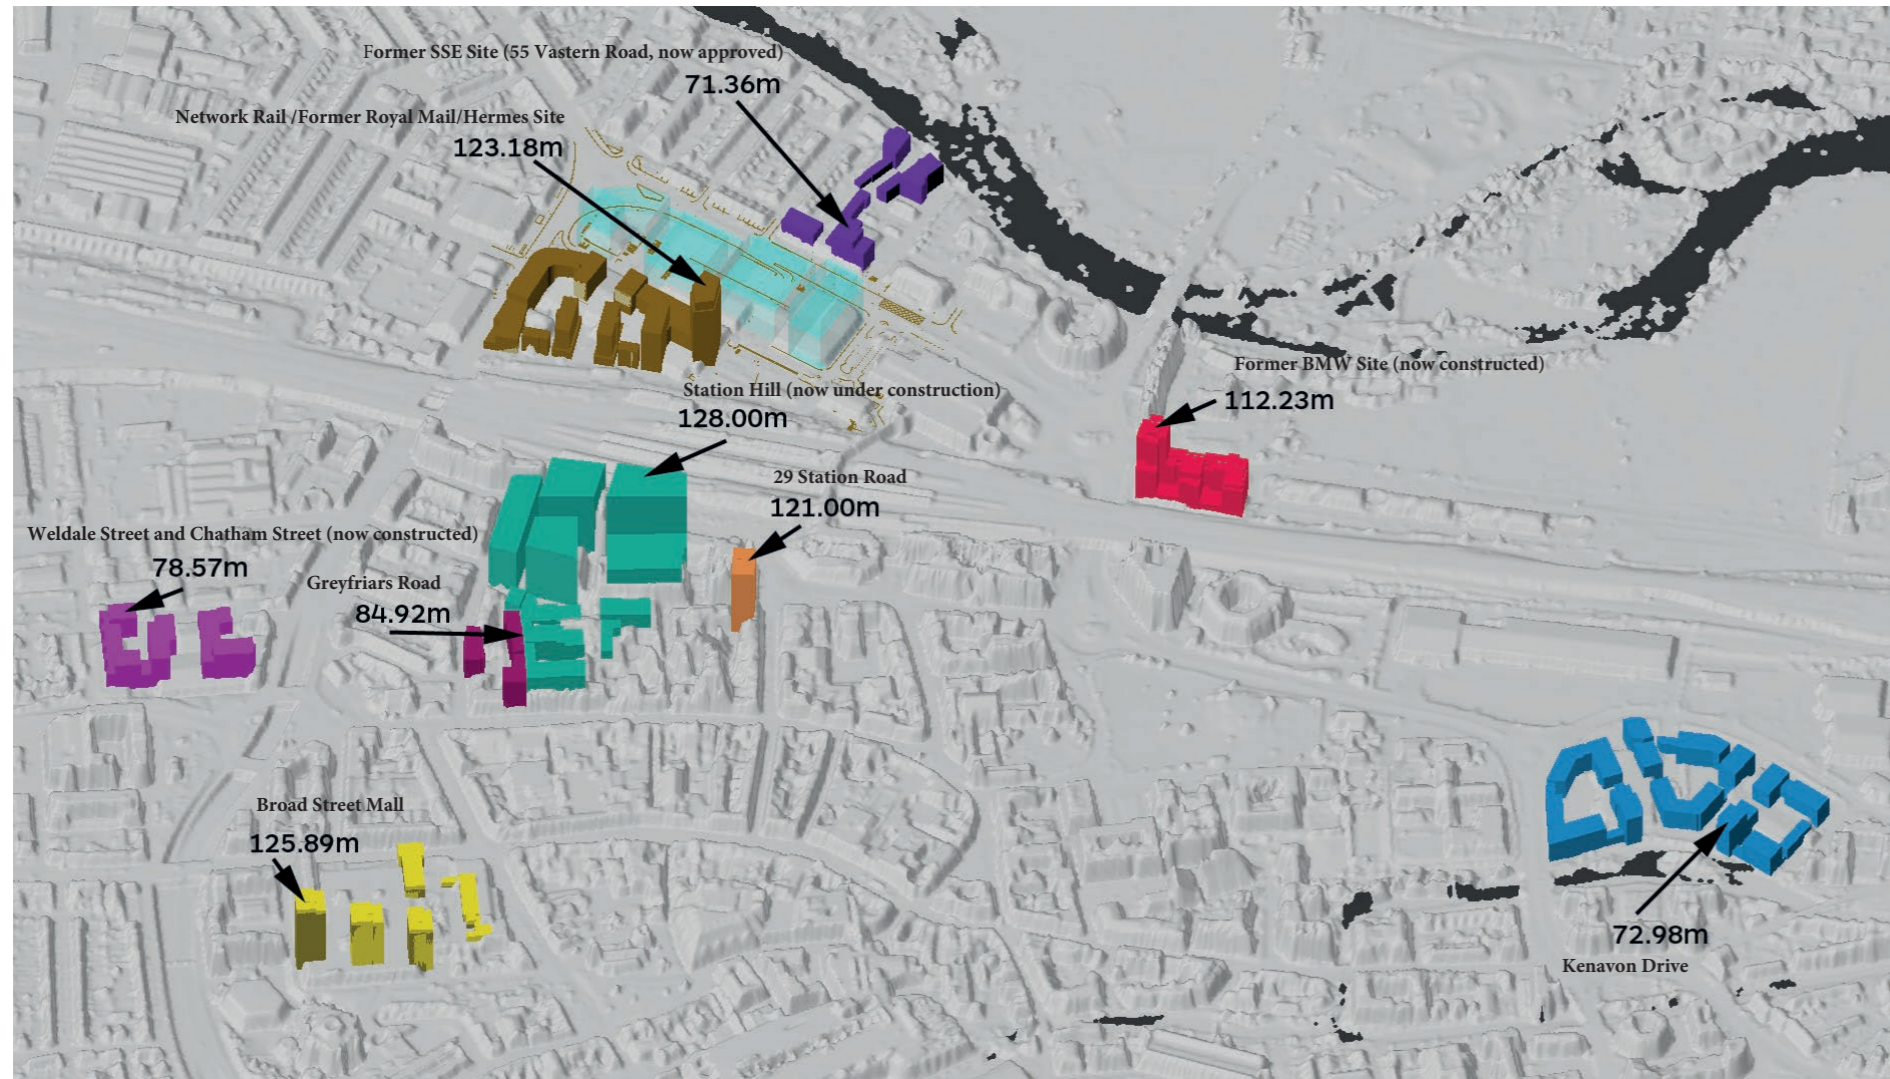 Former SSE Site (55 Vastern Road, now approved)
71.36m
Network Rail /Former Royal Mail/Hermes Site
123.18m
Former BMW Site (now constructed)
112.23m
Station Hill (now under construction)
128.00m
29 Station Road
121.00m
Weldale Street and Chatham Street (now constructed)
78.57m
Greyfriars Road
84.92m
Broad Street Mall
125.89m
72.98m
Kenavon Drive